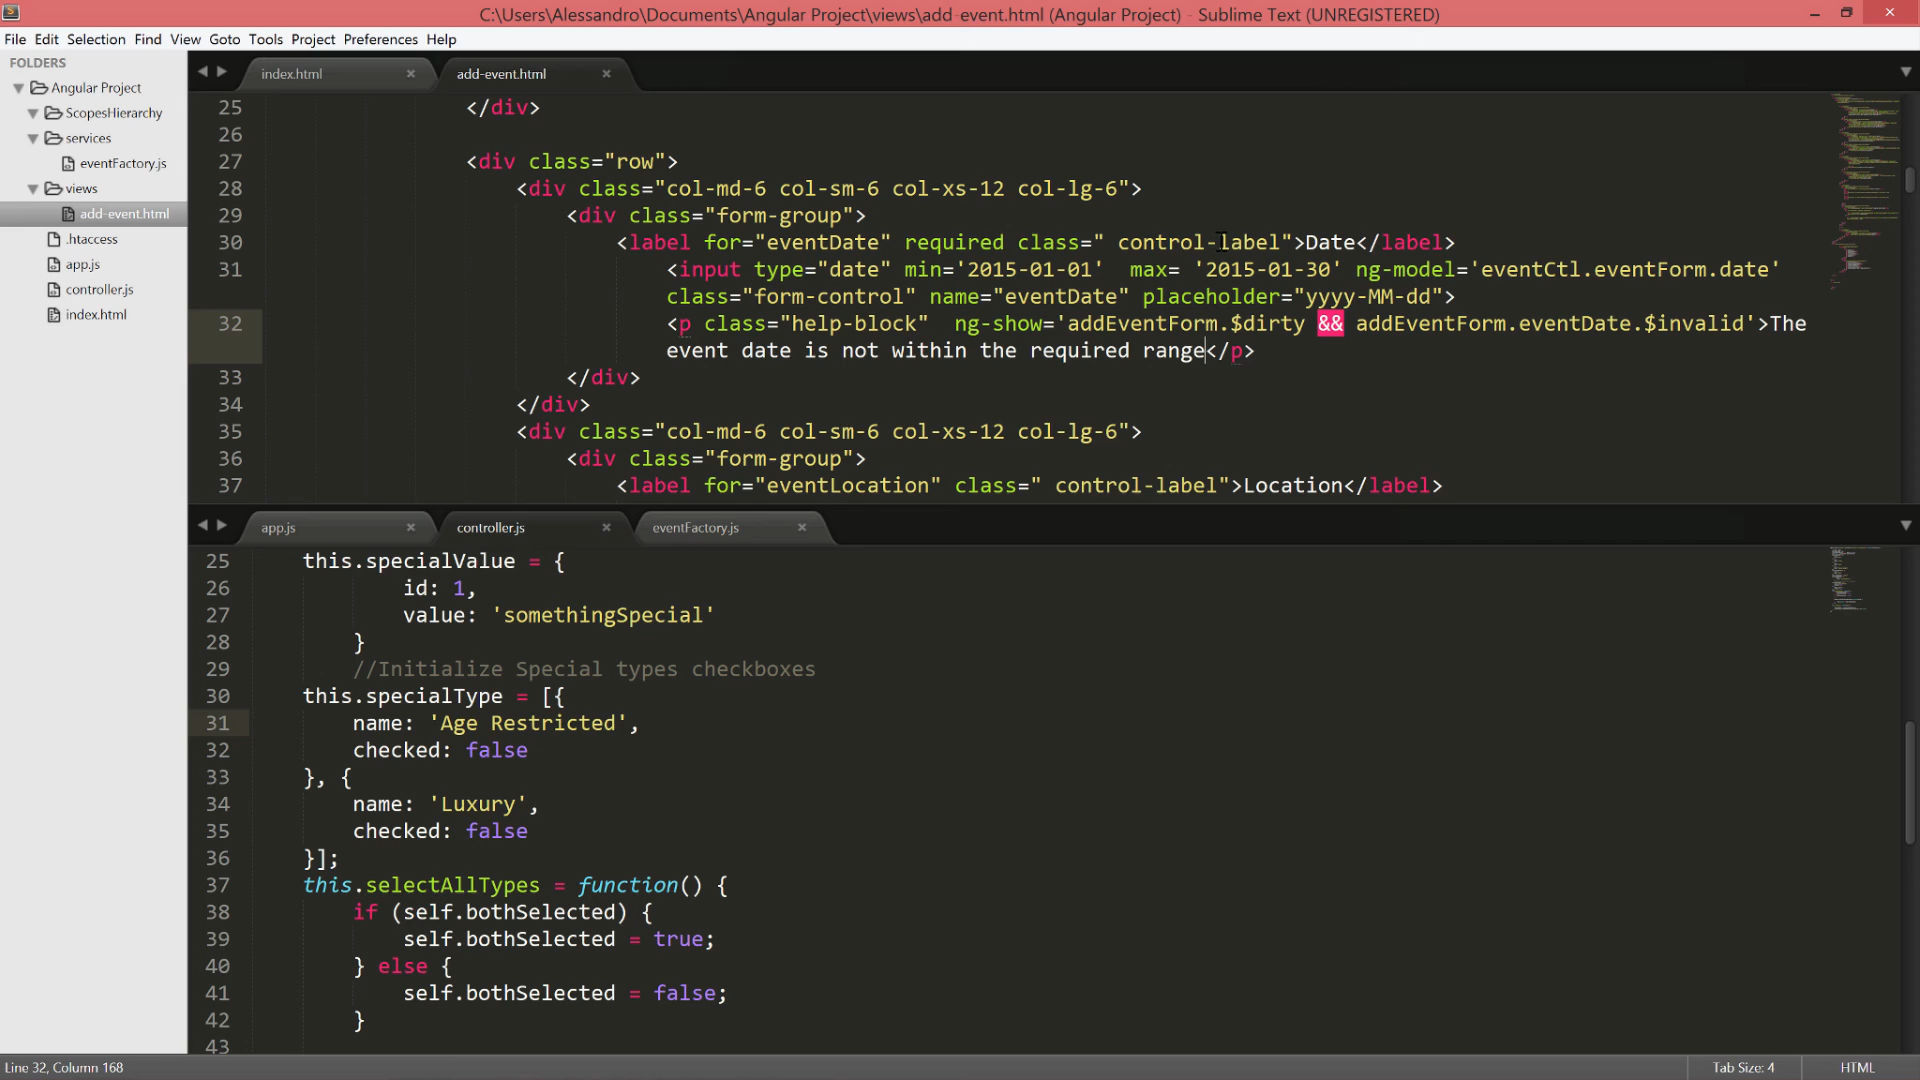 C:\Users\Alessandro\Documents\Angular Project\views\add-event.html (Angular Project) - Sublime Text (UNREGISTERED)
File Edit Selection Find View Goto Tools Project Preferences Help
FOLDERS
Angular Project
ScopesHierarchy
services
eventFactory.js
views
add-event.html
.htaccess
app.js
controller.js
index.html
index.html × add-event.html ×
25 </div>
26
27 <div class="row">
28 <div class="col-md-6 col-sm-6 col-xs-12 col-lg-6">
29 <div class="form-group">
30 <label for="eventDate" required class=" control-label">Date</label>
31 <input type="date" min='2015-01-01'  max= '2015-01-30' ng-model='eventCtl.eventForm.date'
class="form-control" name="eventDate" placeholder="yyyy-MM-dd">
32 <p class="help-block"  ng-show='addEventForm.$dirty && addEventForm.eventDate.$invalid'>The
event date is not within the required range</p>
33 </div>
34 </div>
35 <div class="col-md-6 col-sm-6 col-xs-12 col-lg-6">
36 <div class="form-group">
37 <label for="eventLocation" class=" control-label">Location</label>
app.js × controller.js × eventFactory.js ×
25 this.specialValue = {
26 id: 1,
27 value: 'somethingSpecial'
28 }
29 //Initialize Special types checkboxes
30 this.specialType = [{
31 name: 'Age Restricted',
32 checked: false
33 }, {
34 name: 'Luxury',
35 checked: false
36 }];
37 this.selectAllTypes = function() {
38 if (self.bothSelected) {
39 self.bothSelected = true;
40 } else {
41 self.bothSelected = false;
42 }
43
Line 32, Column 168 Tab Size: 4 HTML